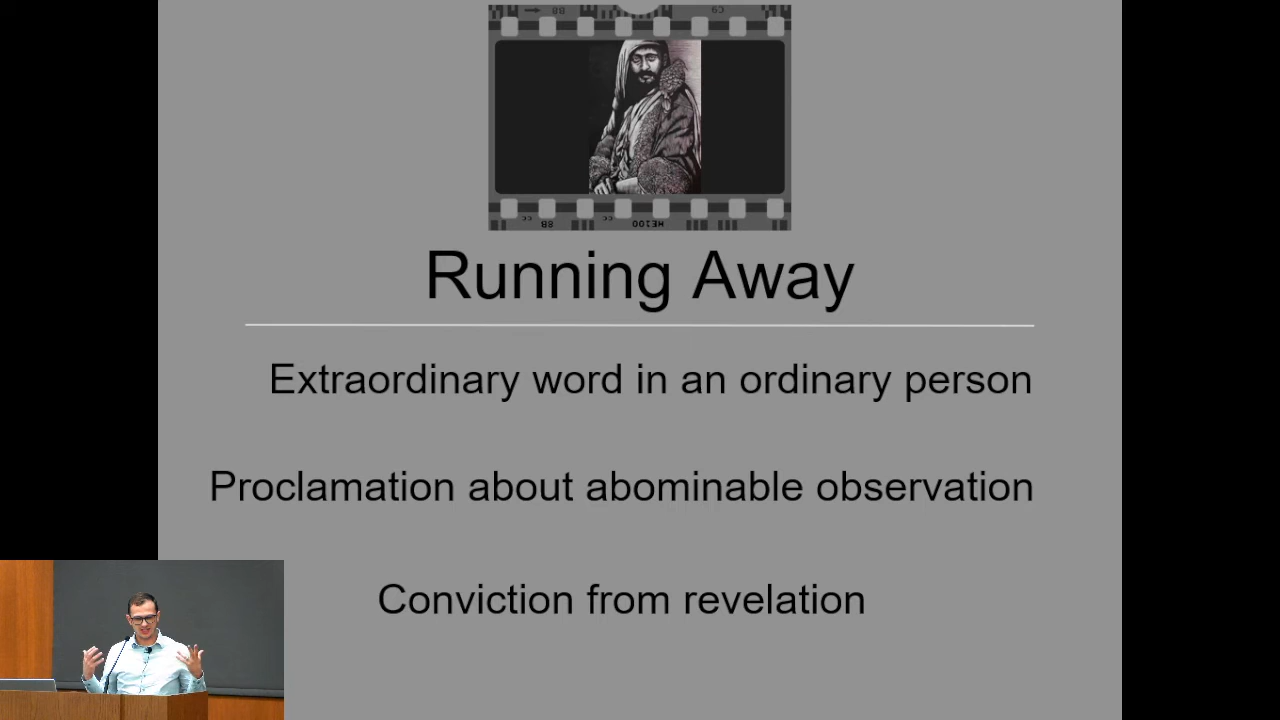 Running Away
Extraordinary word in an ordinary person
Proclamation about abominable observation
Conviction from revelation